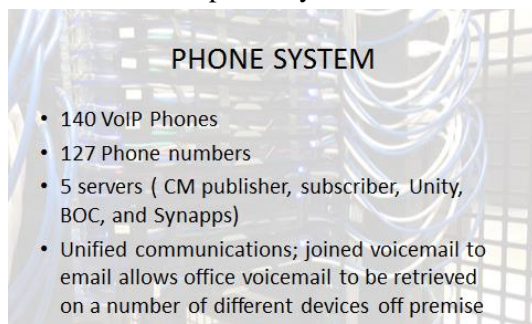 PHONE SYSTEM
• 140 VoIP Phones
• 127 Phone numbers
• 5 servers ( CM publisher, subscriber, Unity,
BOC, and Synapps)
• Unified communications; joined voicemail to
email allows office voicemail to be retrieved
on a number of different devices off premise